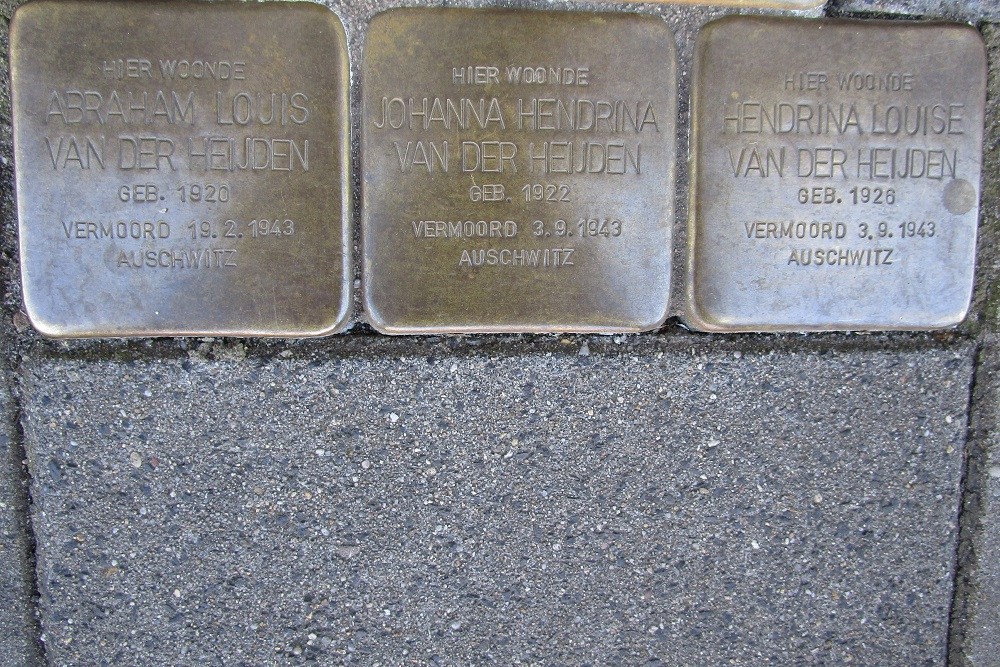 HIER WOONDE
ABRAHAM LOUIS
VAN DER HEIJDEN
GEB. 1920
VERMOORD 19.2.1943
AUSCHWITZ
HIER WOONDE
JOHANNA HENDRINA
VAN DER HEIJDEN
GEB. 1922
VERMOORD 3.9.1943
AUSCHWITZ
HIER WOONDE
HENDRINA LOUISE
VAN DER HEIJDEN
GEB. 1926
VERMOORD 3.9.1943
AUSCHWITZ